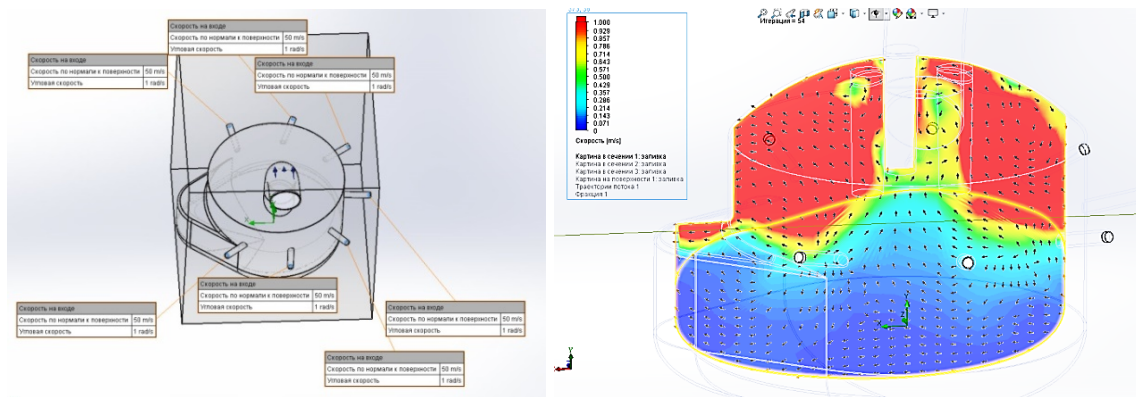 Скорость на входе
Скорость по нормали к поверхности 50 m/s
Угловая скорость 1 rad/s
Скорость на входе
Скорость по нормали к поверхности 50 m/s
Угловая скорость 1 rad/s
Скорость на входе
Скорость по нормали к поверхности 50 m/s
Угловая скорость 1 rad/s
Скорость на входе
Скорость по нормали к поверхности 50 m/s
Угловая скорость 1 rad/s
Скорость на входе
Скорость по нормали к поверхности 50 m/s
Угловая скорость 1 rad/s
Скорость на входе
Скорость по нормали к поверхности 50 m/s
Угловая скорость 1 rad/s
Скорость на входе
Скорость по нормали к поверхности 50 m/s
Угловая скорость 1 rad/s
Итерация = 54
1.000
0.929
0.857
0.786
0.714
0.643
0.571
0.500
0.429
0.357
0.286
0.214
0.143
0.071
0
Скорость [m/s]
Картина в сечении 1: заливка
Картина в сечении 2: заливка
Картина в сечении 3: заливка
Картина на поверхности 1: заливка
Траектории потока 1
Фракция 1
Y
X
Z
Y